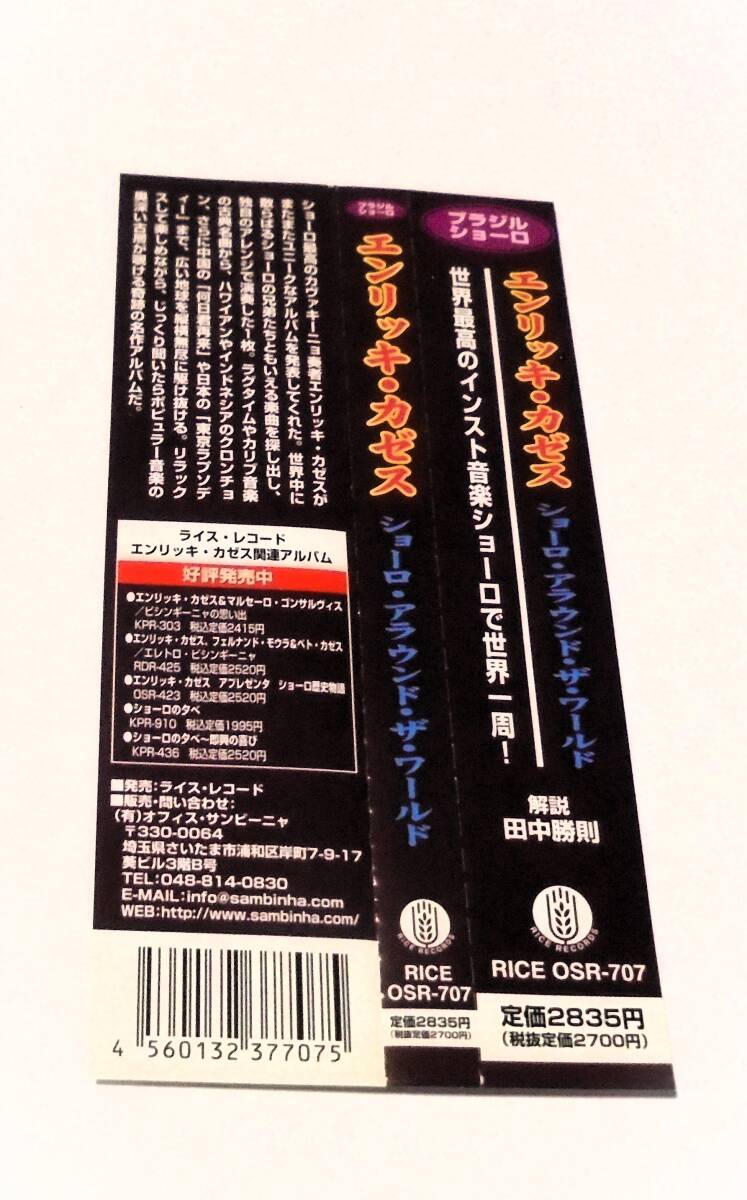 ブラジル
ショーロ
エンリッキ・カゼス
ショーロ・アラウンド・ザ・ワールド
世界最高のインスト音楽ショーロで世界一周!
解説
田中勝則
RICE RECORDS
RICE OSR-707
定価2835円
(税抜定価2700円)
ブラジル
ショーロ
エンリッキ・カゼス
ショーロ・アラウンド・ザ・ワールド
RICE RECORDS
RICE
OSR-707
定価2835円
(税抜定価2700円)
ショーロ最高のカヴァキーニョ奏者エンリッキ・カゼスが
またまたユニークなアルバムを発表してくれた。世界中に
散らばるショーロの兄弟たちともいえる楽曲を探し出し、
独自のアレンジで演奏した一枚。ラグタイムやカリブ音楽
の古典名曲から、ハワイアンやインドネシアのクロンチョ
ン、さらに中国の「何日君再来」や日本の「東京ラプソデ
ィー」まで、広い地球を縦横無尽に駆け抜ける。リラック
スして楽しめながら、じっくり聞いたらポピュラー音楽の
奥深い古層が覗ける奇跡の名作アルバムだ。
ライス・レコード
エンリッキ・カゼス関連アルバム
好評発売中
●エンリッキ・カゼス&マルセーロ・ゴンサルヴィス
/ピシンギーニャの思い出
KPR-303 税込定価2415円
●エンリッキ・カゼス、フェルナンド・モウラ&ベト・カゼス
/エレトロ・ピシンギーニャ
RDR-425 税込定価2520円
●エンリッキ・カゼス アプレゼンタ ショーロ歴史物語
OSR-423 税込定価2520円
●ショーロの夕べ
KPR-910 税込定価1995円
●ショーロの夕べ〜即興の喜び
KPR-436 税込定価2520円
■発売:ライス・レコード
■販売・問い合わせ:
(有)オフィス・サンビーニャ
〒330-0064
埼玉県さいたま市浦和区岸町7-9-17
葵ビル3階B号
TEL:048-814-0830
E-MAIL:info@sambinha.com
WEB:http://www.sambinha.com/
4 560132 377075